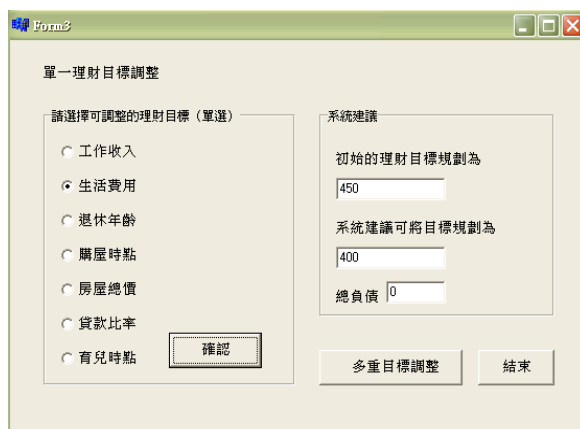 Form3
單一理財目標調整
請選擇可調整的理財目標（單選）
工作收入
生活費用
退休年齡
購屋時點
房屋總價
貸款比率
育兒時點
確認
系統建議
初始的理財目標規劃為
450
系統建議可將目標規劃為
400
總負債 0
多重目標調整
結束